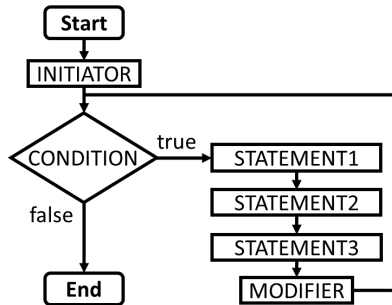 Start
INITIATOR
CONDITION
true
false
STATEMENT1
STATEMENT2
STATEMENT3
MODIFIER
End